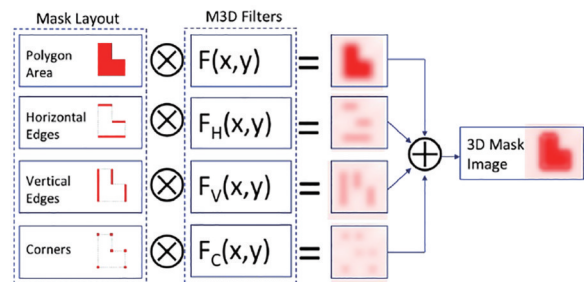 Mask Layout
M3D Filters
Polygon
Area
F(x,y)
=
Horizontal
Edges
F_H(x,y)
=
Vertical
Edges
F_V(x,y)
=
Corners
F_C(x,y)
=
3D Mask
Image